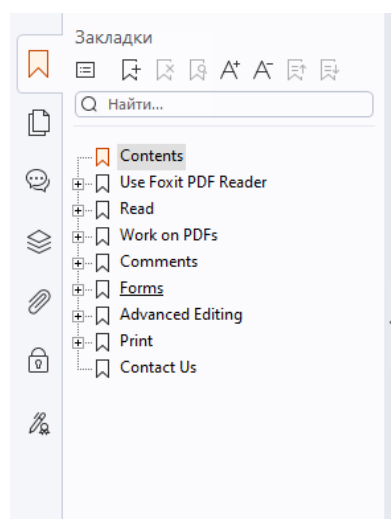 Закладки
A+ A-
Найти...
Contents
Use Foxit PDF Reader
Read
Work on PDFs
Comments
Forms
Advanced Editing
Print
Contact Us